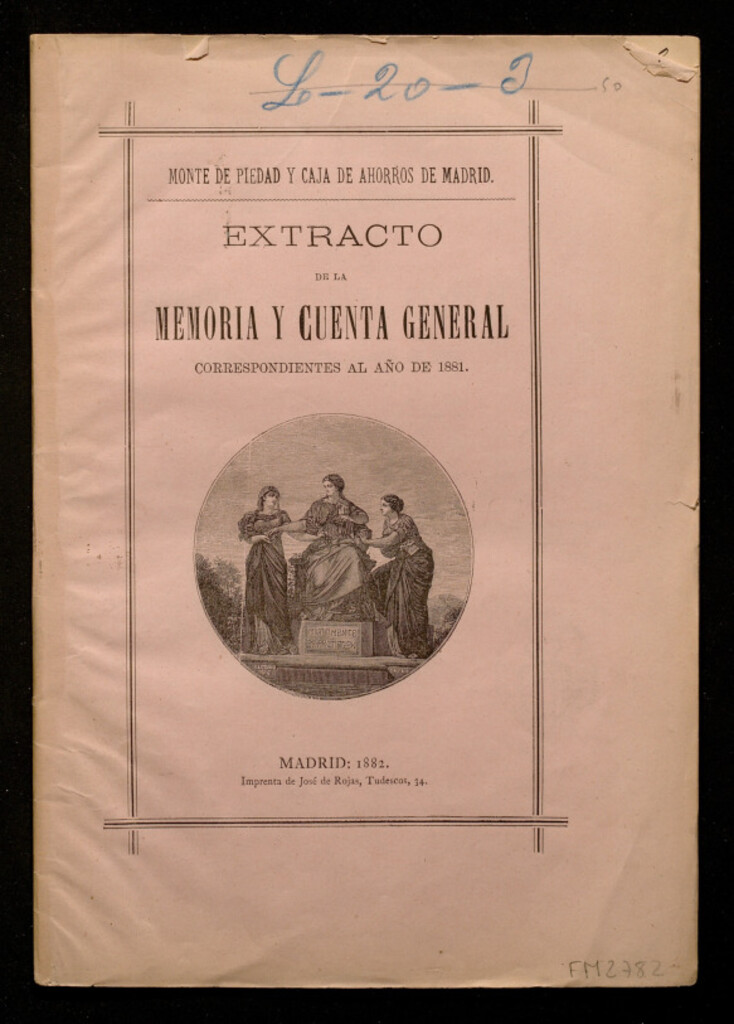 L-20-3
50
MONTE DE PIEDAD Y CAJA DE AHORROS DE MADRID.
EXTRACTO
DE LA
MEMORIA Y CUENTA GENERAL
CORRESPONDIENTES AL AÑO DE 1881.
MADRID: 1882.
Imprenta de José de Rojas, Tudescos, 34.
FM2782